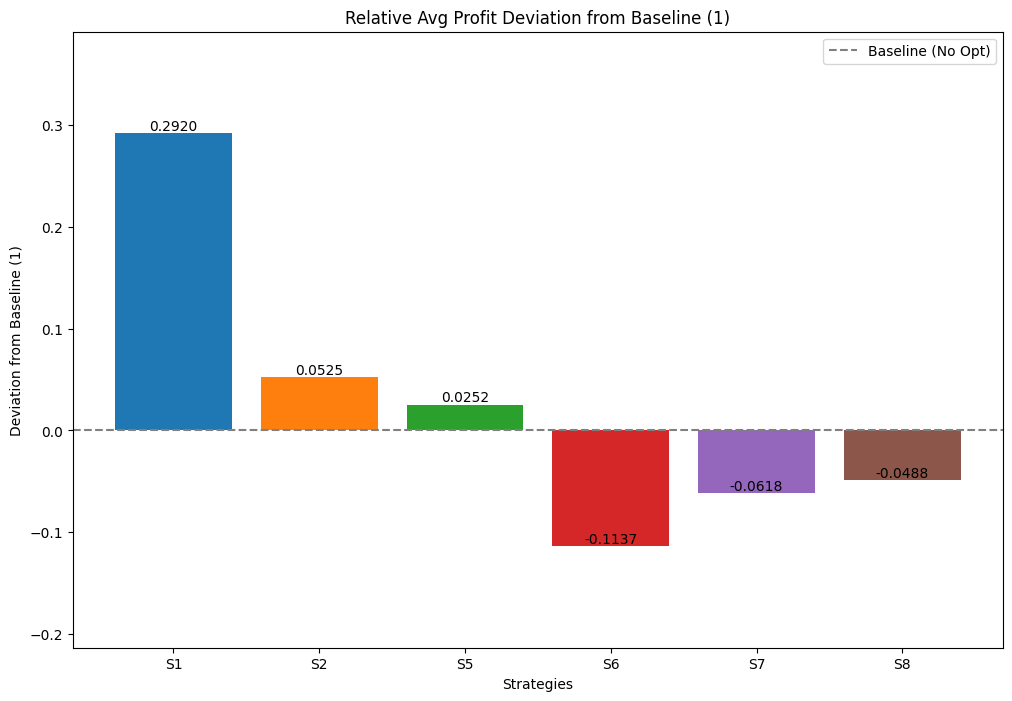 Relative Avg Profit Deviation from Baseline (1)
Baseline (No Opt)
Deviation from Baseline (1)
0.3
0.2
0.1
0.0
−0.1
−0.2
0.2920
0.0525
0.0252
-0.1137
-0.0618
-0.0488
S1
S2
S5
S6
S7
S8
Strategies